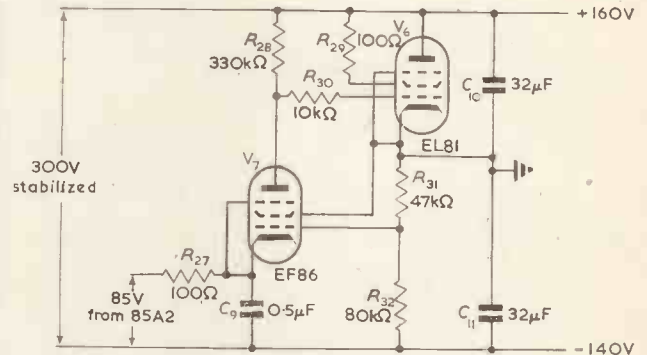 +160V
R28
330kΩ
R29
100Ω
V6
R30
10kΩ
C10
32μF
EL81
300V
stabilized
V7
R31
47kΩ
R27
100Ω
EF86
85V
from 85A2
C9
0·5μF
R32
80kΩ
C11
32μF
-140V